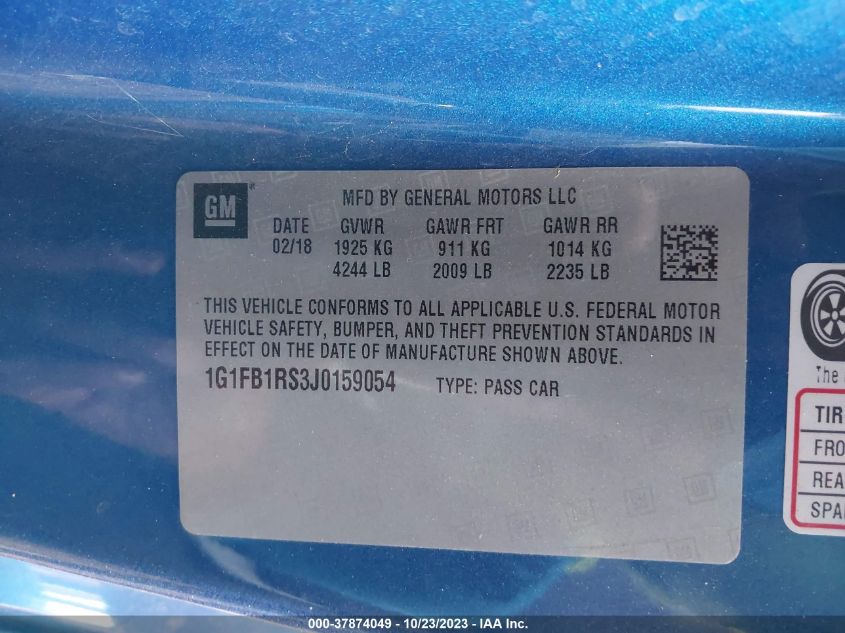 GM®
MFD BY GENERAL MOTORS LLC
DATE GVWR GAWR FRT GAWR RR
02/18 1925 KG 911 KG 1014 KG
4244 LB 2009 LB 2235 LB
THIS VEHICLE CONFORMS TO ALL APPLICABLE U.S. FEDERAL MOTOR
VEHICLE SAFETY, BUMPER, AND THEFT PREVENTION STANDARDS IN
EFFECT ON THE DATE OF MANUFACTURE SHOWN ABOVE.
1G1FB1RS3J0159054 TYPE: PASS CAR
The
TIR
FRO
REA
SPA
000-37874049 - 10/23/2023 - IAA Inc.